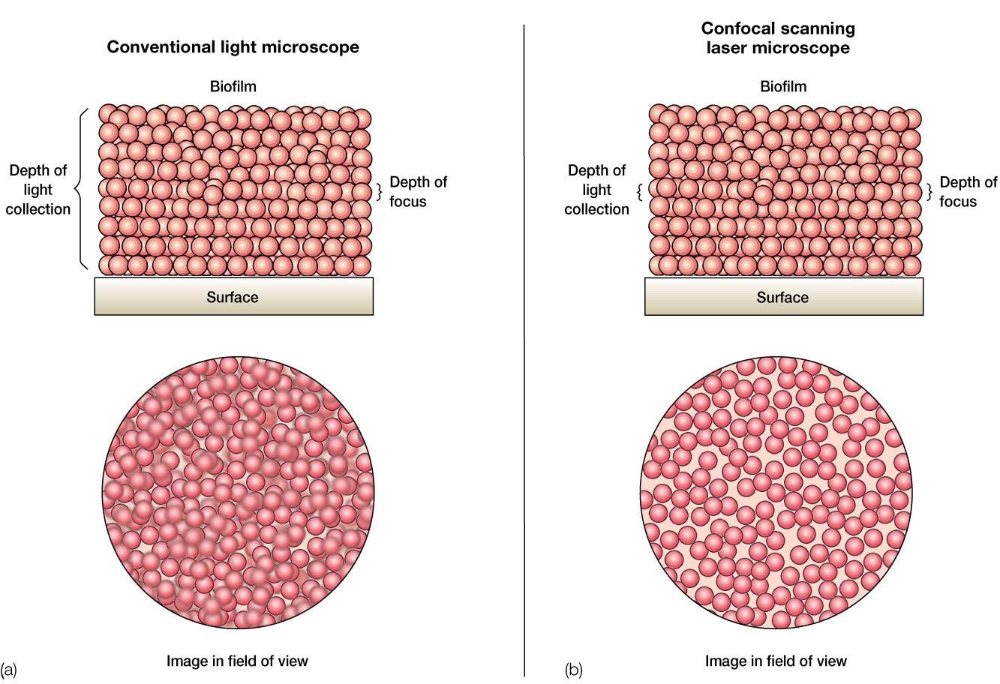 Conventional light microscope
Biofilm
Depth of
light
collection
Depth of
focus
Surface
Image in field of view
(a)
Confocal scanning
laser microscope
Biofilm
Depth of
light
collection
Depth of
focus
Surface
Image in field of view
(b)